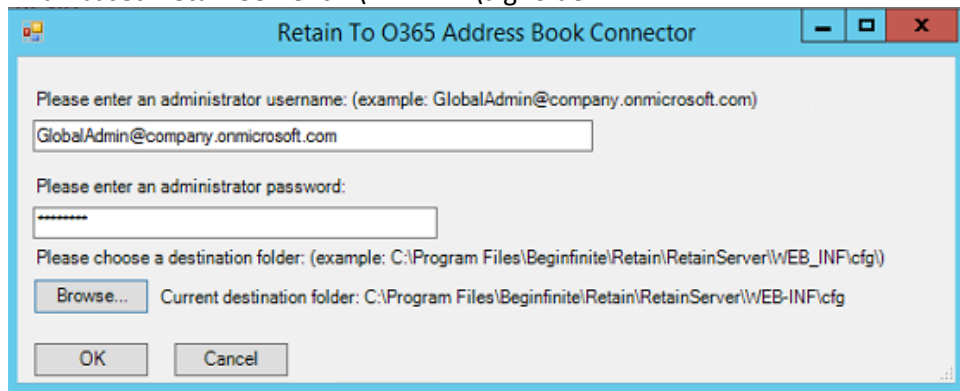 Retain To O365 Address Book Connector
Please enter an administrator username: (example: GlobalAdmin@company.onmicrosoft.com)
GlobalAdmin@company.onmicrosoft.com
Please enter an administrator password:
********
Please choose a destination folder: (example: C:\Program Files\Beginfinite\Retain\RetainServer\WEB_INF\cfg\)
Browse... Current destination folder: C:\Program Files\Beginfinite\Retain\RetainServer\WEB-INF\cfg
OK Cancel